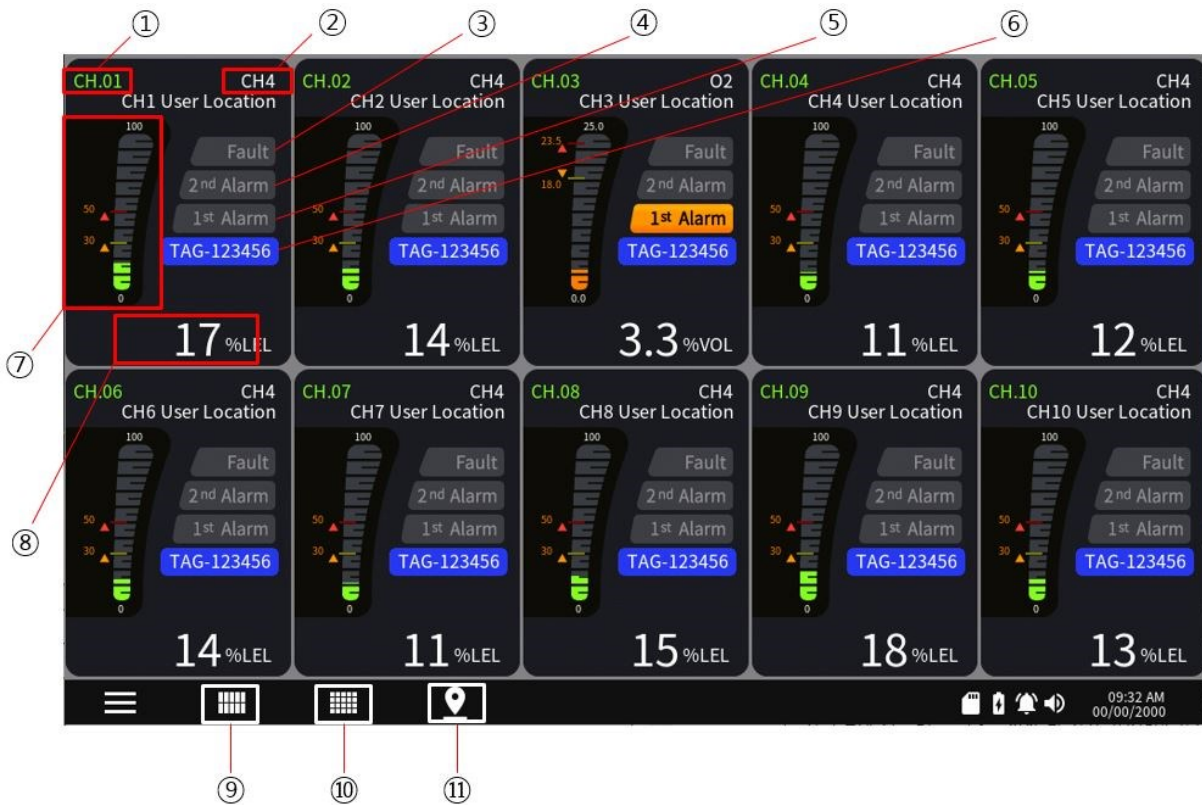 ① ② ③ ④ ⑤ ⑥
CH.01 CH4
CH1 User Location
100
Fault
2nd Alarm
50
1st Alarm
30
TAG-123456
0
17 %LEL
CH.02 CH4
CH2 User Location
100
Fault
2nd Alarm
50
1st Alarm
30
TAG-123456
0
14 %LEL
CH.03 O2
CH3 User Location
25.0
23.5
Fault
18.0
2nd Alarm
1st Alarm
TAG-123456
0.0
3.3 %VOL
CH.04 CH4
CH4 User Location
100
Fault
2nd Alarm
50
1st Alarm
30
TAG-123456
0
11 %LEL
CH.05 CH4
CH5 User Location
100
Fault
2nd Alarm
50
1st Alarm
30
TAG-123456
0
12 %LEL
⑦
CH.06 CH4
CH6 User Location
100
Fault
2nd Alarm
50
1st Alarm
30
TAG-123456
0
14 %LEL
CH.07 CH4
CH7 User Location
100
Fault
2nd Alarm
50
1st Alarm
30
TAG-123456
0
11 %LEL
CH.08 CH4
CH8 User Location
100
Fault
2nd Alarm
50
1st Alarm
30
TAG-123456
0
15 %LEL
CH.09 CH4
CH9 User Location
100
Fault
2nd Alarm
50
1st Alarm
30
TAG-123456
0
18 %LEL
CH.10 CH4
CH10 User Location
100
Fault
2nd Alarm
50
1st Alarm
30
TAG-123456
0
13 %LEL
⑧
09:32 AM
00/00/2000
⑨ ⑩ ⑪